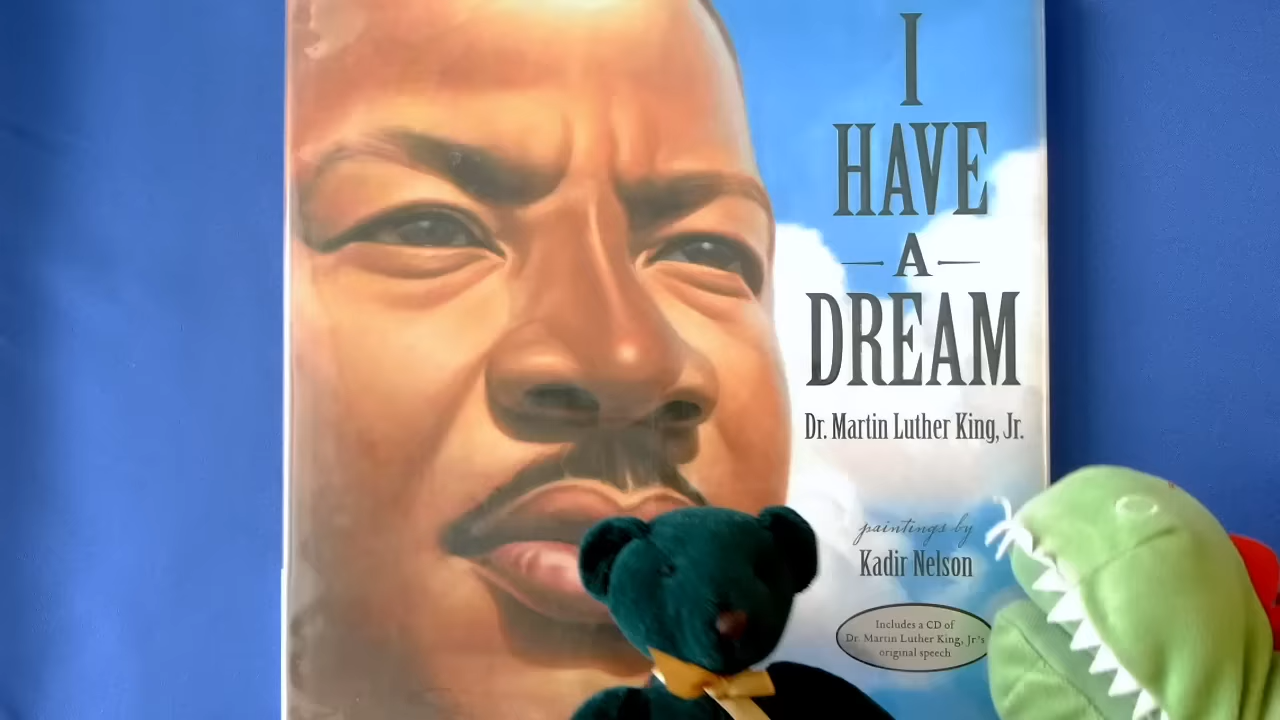 I
HAVE
A
DREAM
Dr. Martin Luther King, Jr.
paintings by
Kadir Nelson
Includes a CD of
Dr. Martin Luther King, Jr's
original speech